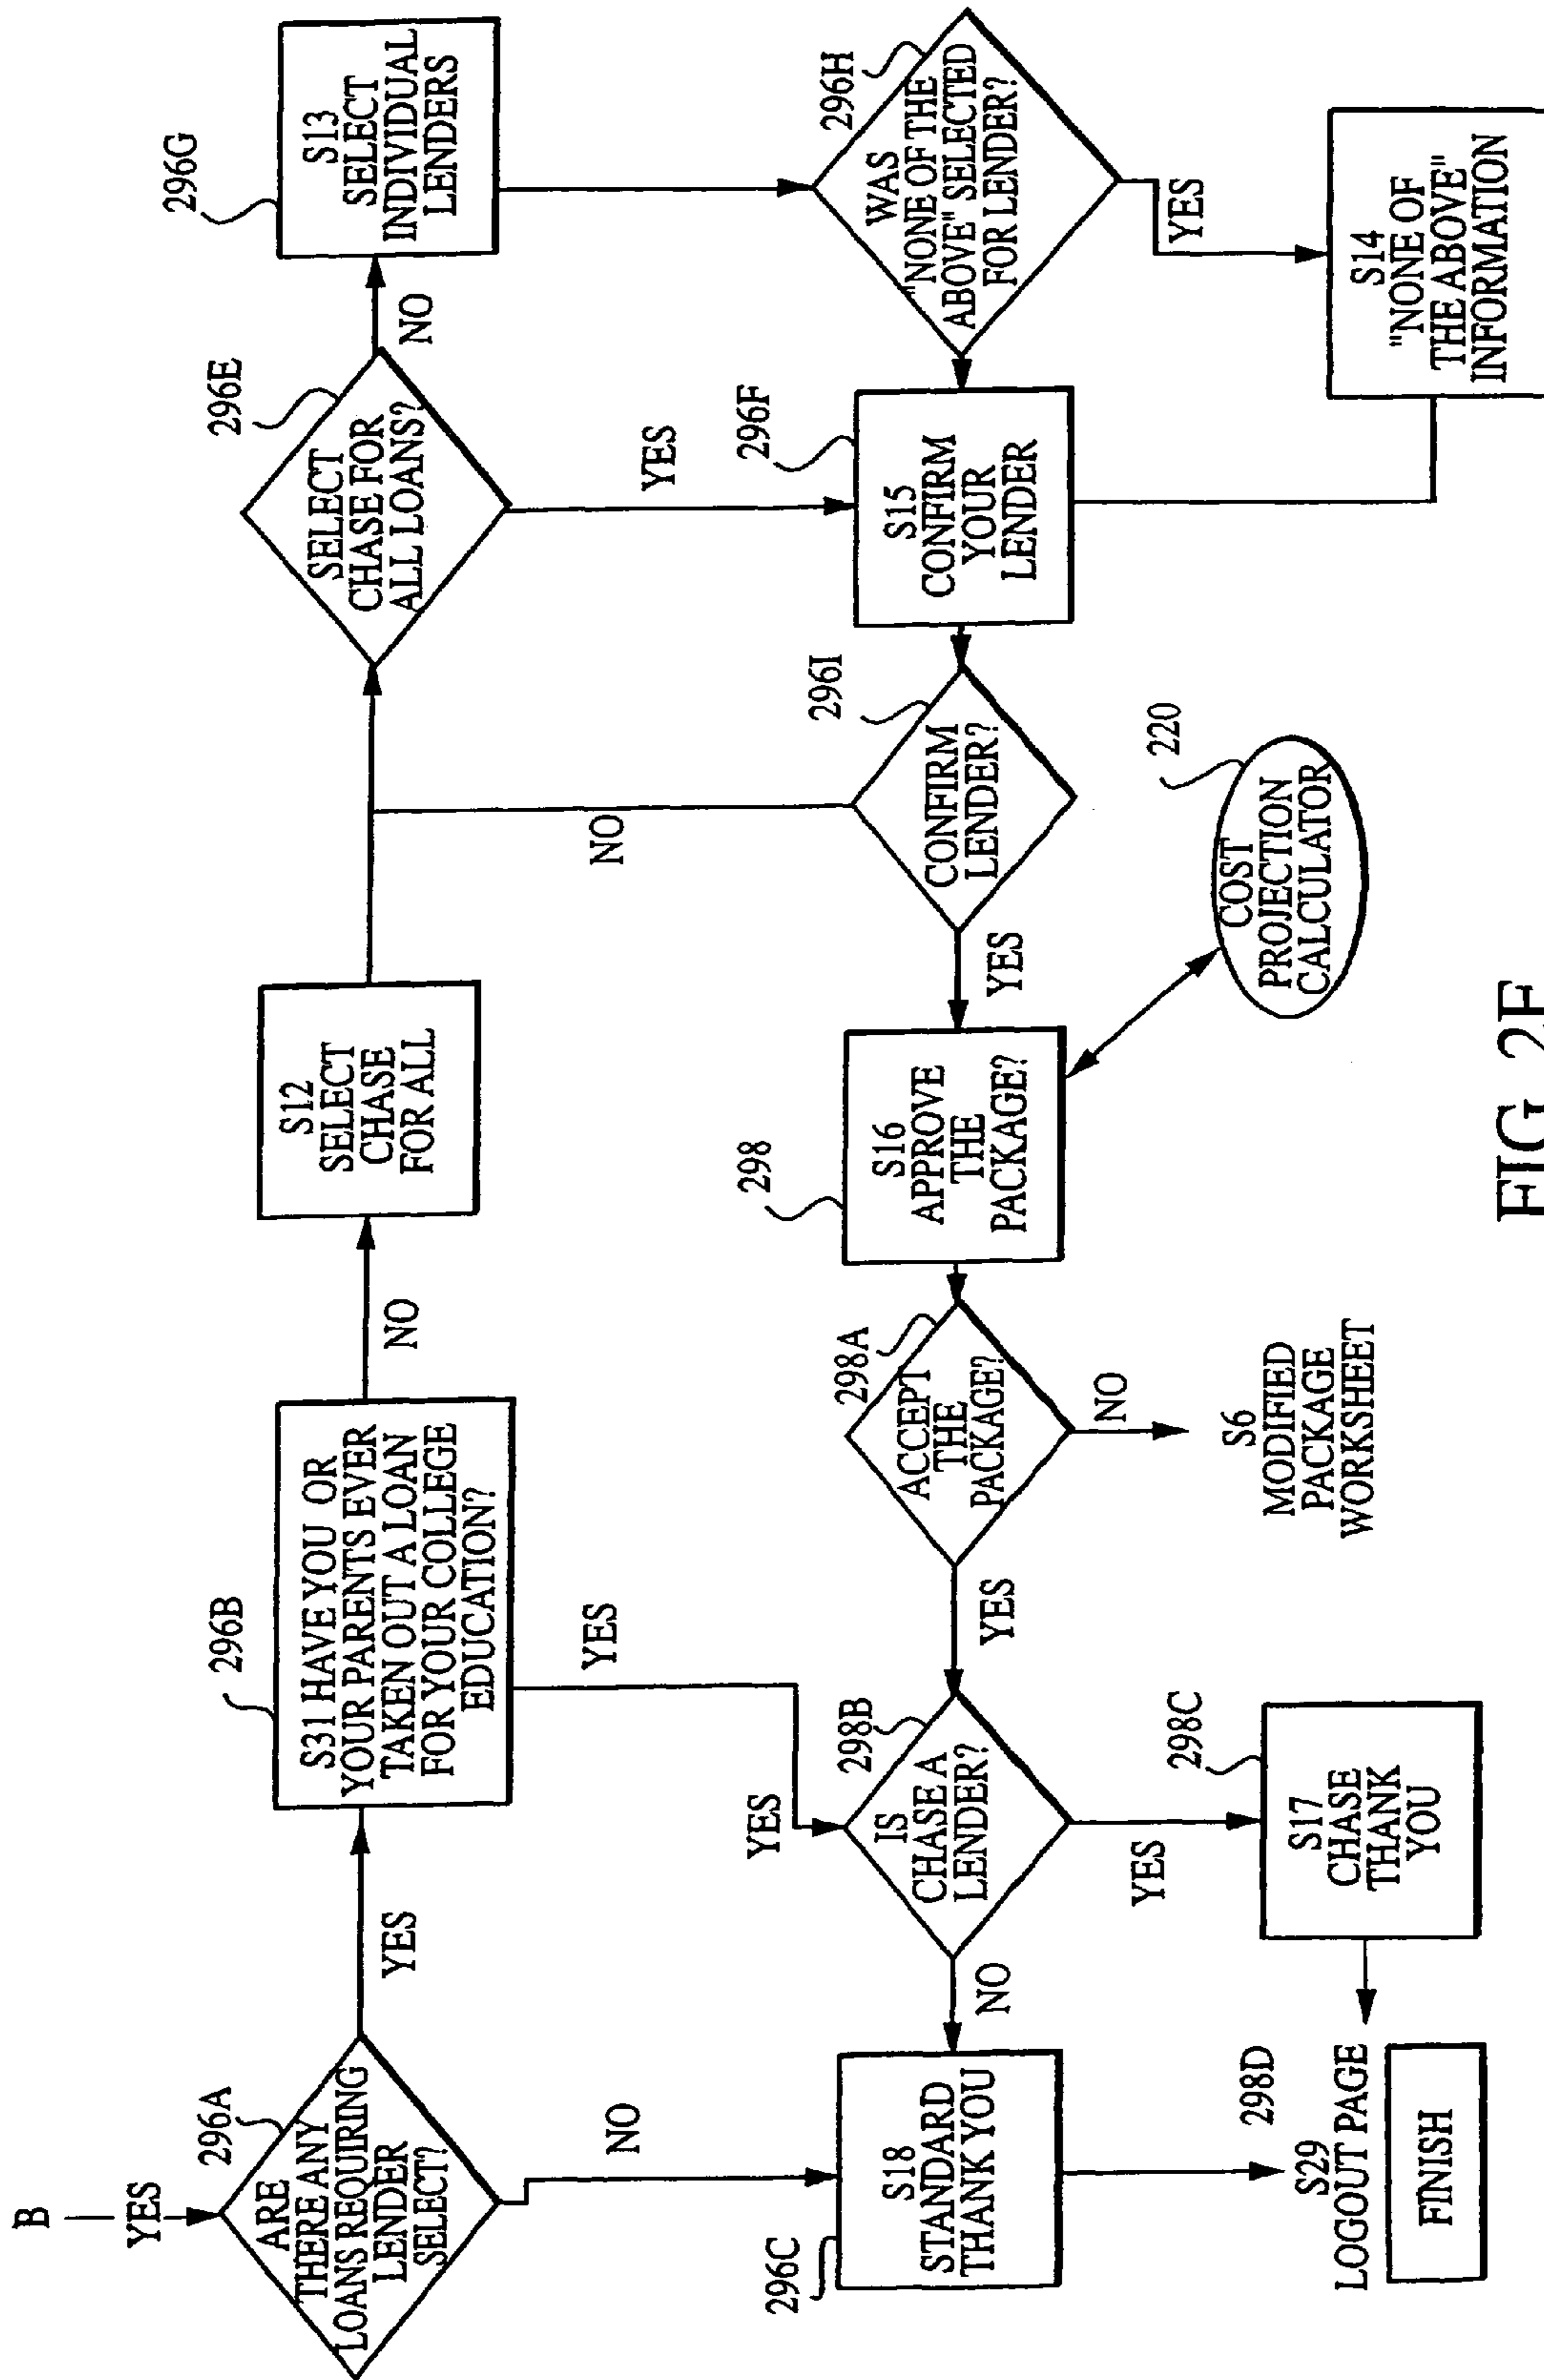 B
YES
296A
ARE
THERE ANY
LOANS REQUIRING
LENDER
SELECT?
YES
NO
296B
S31 HAVE YOU OR
YOUR PARENTS EVER
TAKEN OUT A LOAN
FOR YOUR COLLEGE
EDUCATION?
NO
YES
S12
SELECT
CHASE
FOR ALL
296E
SELECT
CHASE FOR
ALL LOANS?
NO
YES
296G
S13
SELECT
INDIVIDUAL
LENDERS
296C
S18
STANDARD
THANK YOU
NO
YES
298B
IS
CHASE A
LENDER?
YES
YES
298A
ACCEPT
THE
PACKAGE?
NO
298
S16
APPROVE
THE
PACKAGE?
YES
NO
296I
CONFIRM
LENDER?
296F
S15
CONFIRM
YOUR
LENDER
296H
WAS
"NONE OF THE
ABOVE" SELECTED
FOR LENDER?
YES
298D
S29
LOGOUT PAGE
FINISH
298C
S17
CHASE
THANK
YOU
S6
MODIFIED
PACKAGE
WORKSHEET
220
COST
PROJECTION
CALCULATOR
S14
"NONE OF
THE ABOVE"
INFORMATION